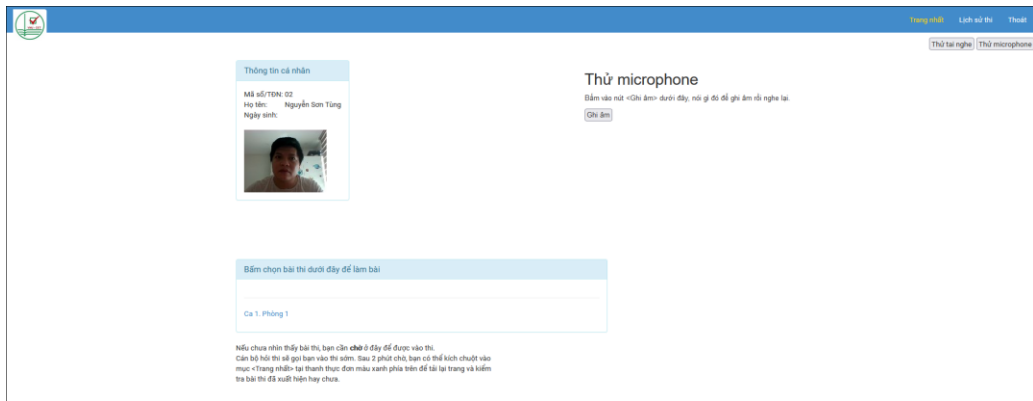 Trang nhất Lịch sử thi Thoát
Thử tai nghe Thử microphone
Thông tin cá nhân
Mã số/TĐN: 02
Họ tên: Nguyễn Sơn Tùng
Ngày sinh:
Thử microphone
Bấm vào nút <Ghi âm> dưới đây, nói gì đó để ghi âm rồi nghe lại.
Ghi âm
Bấm chọn bài thi dưới đây để làm bài
Ca 1. Phòng 1
Nếu chưa nhìn thấy bài thi, bạn cần chờ ở đây để được vào thi.
Cán bộ hỏi thi sẽ gọi bạn vào thi sớm. Sau 2 phút chờ, bạn có thể kích chuột vào
mục <Trang nhất> tại thanh thực đơn màu xanh phía trên để tải lại trang và kiểm
tra bài thi đã xuất hiện hay chưa.